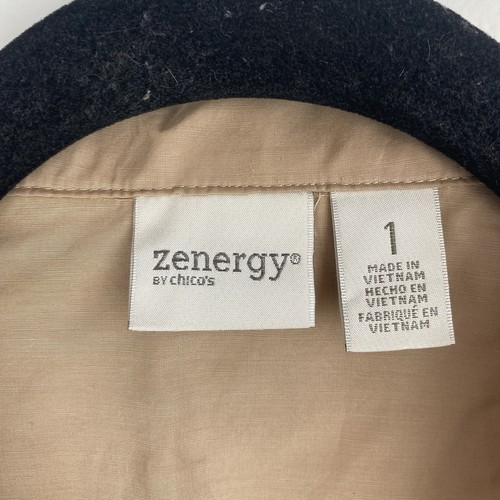 zenergy®
BY chico's
1
MADE IN
VIETNAM
HECHO EN
VIETNAM
FABRIQUÉ EN
VIETNAM